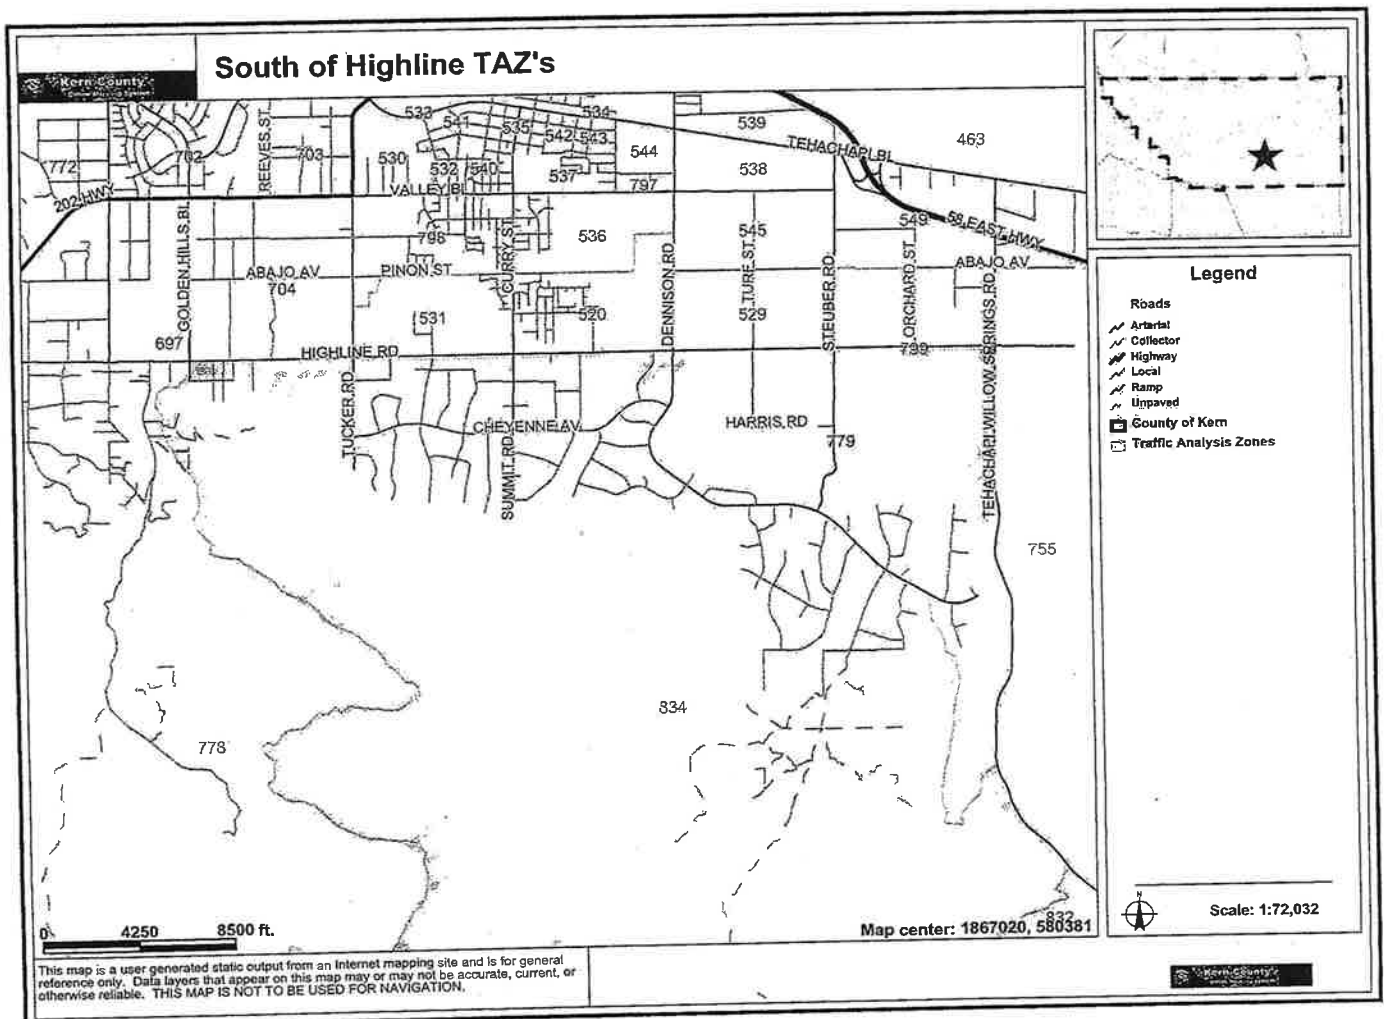 Kern County
South of Highline TAZ's
533
534
541
535
542
543
539
463
REEVES ST
702
703
772
530
532
540
537
544
538
797
TEHACHAPI BL
202 HWY
VALLEY BL
GOLDEN HILLS BL
798
CURRY ST
536
545
549
58 EAST HWY
DENNISON RD
TURF ST
STEUBER RD
ORCHARD ST
ABAJO AV
PINON ST
ABAJO AV
704
531
520
529
697
HIGHLINE RD
799
TEHACHAPI WILLOW SPRINGS RD
TUCKER RD
CHEYENNE AV
SUMMIT RD
HARRIS RD
779
755
834
778
832
0 4250 8500 ft.
Map center: 1867020, 580381
Legend
Roads
Arterial
Collector
Highway
Local
Ramp
Unpaved
County of Kern
Traffic Analysis Zones
N
Scale: 1:72,032
This map is a user generated static output from an Internet mapping site and is for general
reference only. Data layers that appear on this map may or may not be accurate, current, or
otherwise reliable. THIS MAP IS NOT TO BE USED FOR NAVIGATION.
Kern County